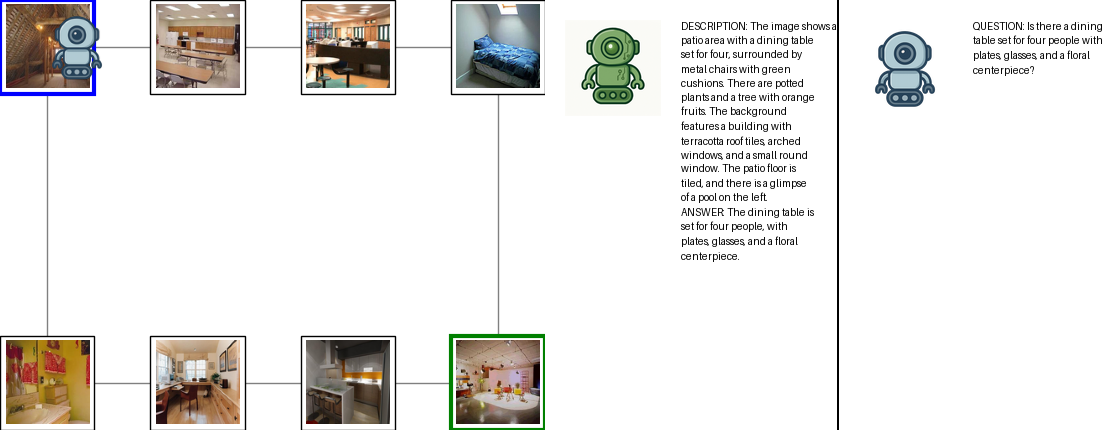 DESCRIPTION: The image shows a
patio area with a dining table
set for four, surrounded by
metal chairs with green
cushions. There are potted
plants and a tree with orange
fruits. The background
features a building with
terracotta roof tiles, arched
windows, and a small round
window. The patio floor is
tiled, and there is a glimpse
of a pool on the left.
ANSWER: The dining table is
set for four people, with
plates, glasses, and a floral
centerpiece.
QUESTION: Is there a dining
table set for four people with
plates, glasses, and a floral
centerpiece?